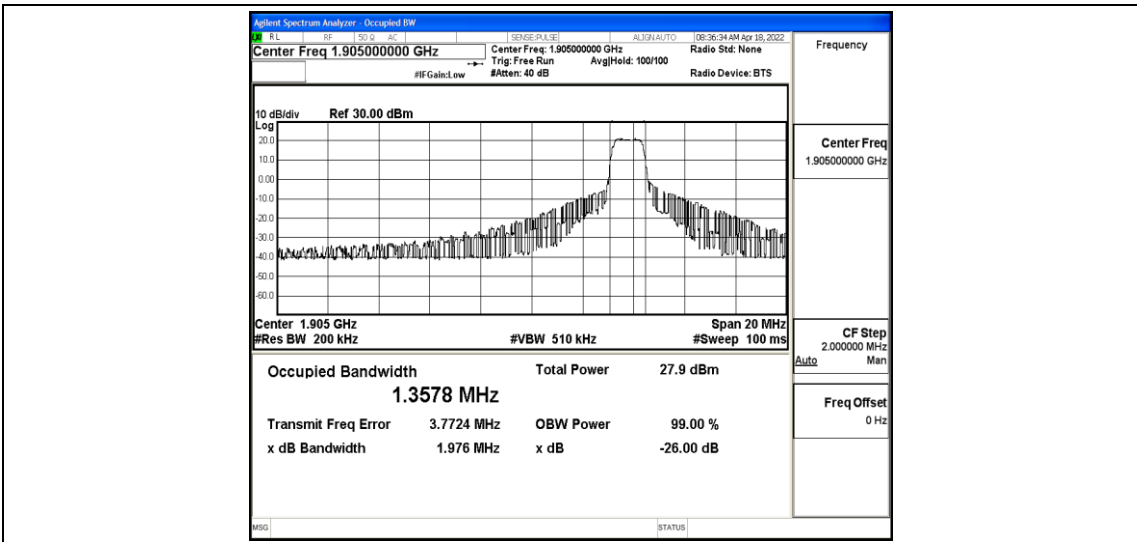 Agilent Spectrum Analyzer - Occupied BW
LXI RL RF 50 Ω AC SENSE:PULSE ALIGNAUTO 08:36:34 AM Apr 18, 2022
Center Freq 1.905000000 GHz Center Freq: 1.905000000 GHz Radio Std: None Frequency
Trig: Free Run Avg|Hold: 100/100
#IFGain:Low #Atten: 40 dB Radio Device: BTS
10 dB/div Ref 30.00 dBm
Log
20.0
10.0
0.00
-10.0
-20.0
-30.0
-40.0
-50.0
-60.0
Center Freq
1.905000000 GHz
Center 1.905 GHz Span 20 MHz
#Res BW 200 kHz #VBW 510 kHz #Sweep 100 ms
CF Step
2.000000 MHz
Auto Man
Occupied Bandwidth Total Power 27.9 dBm
1.3578 MHz
Freq Offset
0 Hz
Transmit Freq Error 3.7724 MHz OBW Power 99.00 %
x dB Bandwidth 1.976 MHz x dB -26.00 dB
MSG STATUS